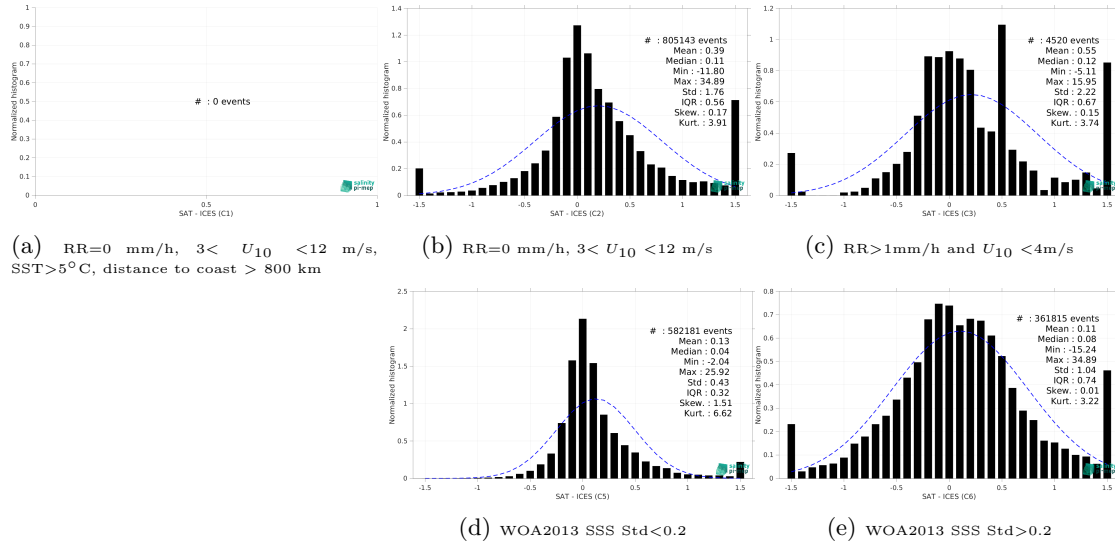 1
0.9
0.8
0.7
0.6
0.5
0.4
0.3
0.2
0.1
0
Normalized histogram
# : 0 events
salinity
pi-mep
0 0.5 1
SAT - ICES (C1)
(a) RR=0 mm/h, 3< U10 <12 m/s,
SST>5°C, distance to coast > 800 km
1.4
1.2
1
0.8
0.6
0.4
0.2
0
Normalized histogram
# : 805143 events
Mean : 0.39
Median : 0.11
Min : -11.80
Max : 34.89
Std : 1.76
IQR : 0.56
Skew. : 0.17
Kurt. : 3.91
salinity
pi-mep
-1.5 -1 -0.5 0 0.5 1 1.5
SAT - ICES (C2)
(b) RR=0 mm/h, 3< U10 <12 m/s
1.2
1
0.8
0.6
0.4
0.2
0
Normalized histogram
# : 4520 events
Mean : 0.55
Median : 0.12
Min : -5.11
Max : 15.95
Std : 2.22
IQR : 0.67
Skew. : 0.15
Kurt. : 3.74
salinity
pi-mep
-1.5 -1 -0.5 0 0.5 1 1.5
SAT - ICES (C3)
(c) RR>1mm/h and U10 <4m/s
2.5
2
1.5
1
0.5
0
Normalized histogram
# : 582181 events
Mean : 0.13
Median : 0.04
Min : -2.04
Max : 25.92
Std : 0.43
IQR : 0.32
Skew. : 1.51
Kurt. : 6.62
salinity
pi-mep
-1.5 -1 -0.5 0 0.5 1 1.5
SAT - ICES (C5)
(d) WOA2013 SSS Std<0.2
0.8
0.7
0.6
0.5
0.4
0.3
0.2
0.1
0
Normalized histogram
# : 361815 events
Mean : 0.11
Median : 0.08
Min : -15.24
Max : 34.89
Std : 1.04
IQR : 0.74
Skew. : 0.01
Kurt. : 3.22
salinity
pi-mep
-1.5 -1 -0.5 0 0.5 1 1.5
SAT - ICES (C6)
(e) WOA2013 SSS Std>0.2